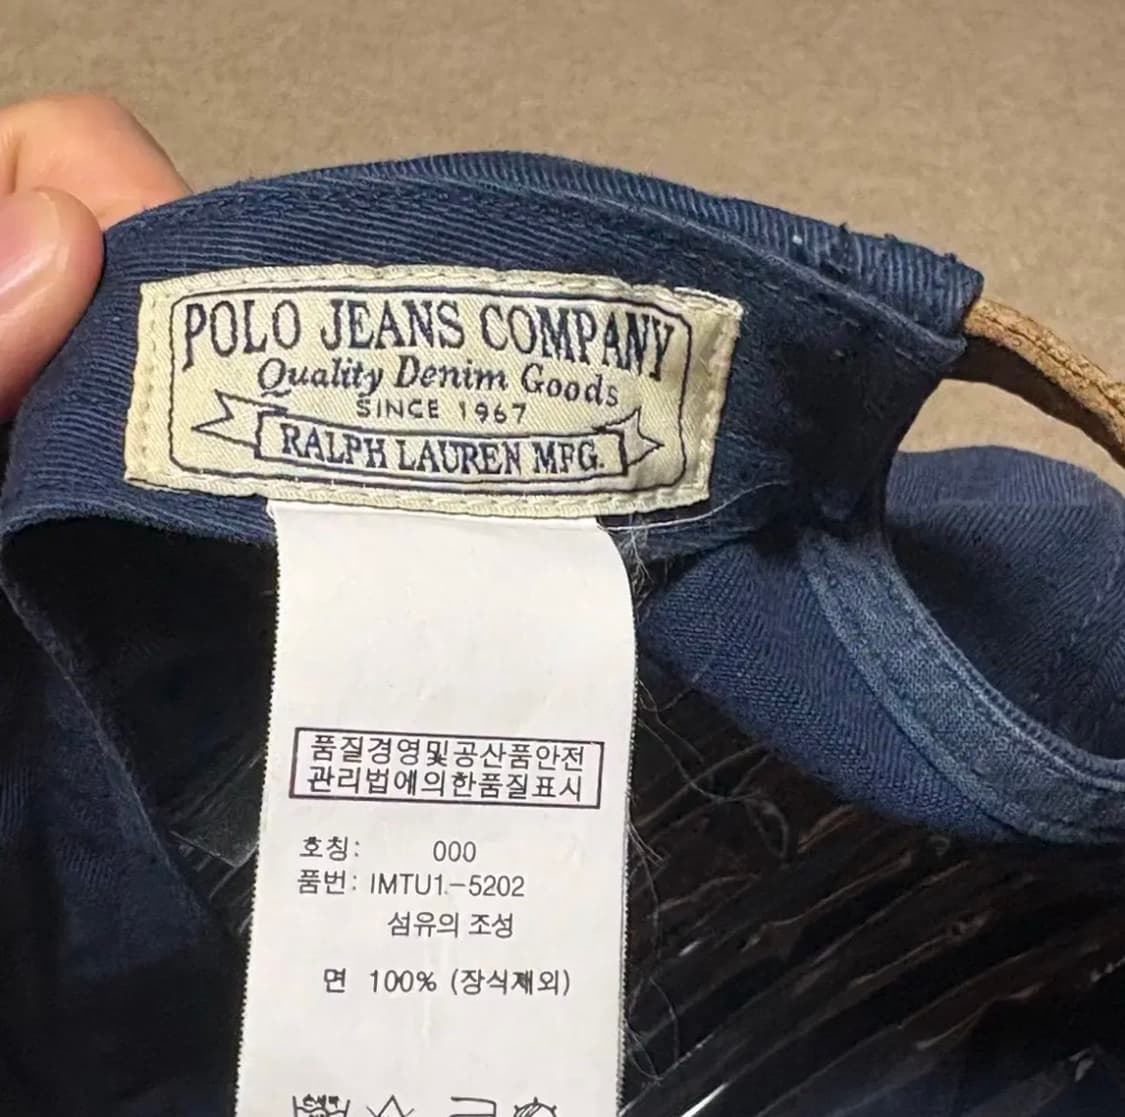 POLO JEANS COMPANY
Quality Denim Goods
SINCE 1967
RALPH LAUREN MFG.
품질경영및공산품안전
관리법에의한품질표시
호칭: 000
품번: IMTU1-5202
섬유의 조성
면 100% (장식제외)